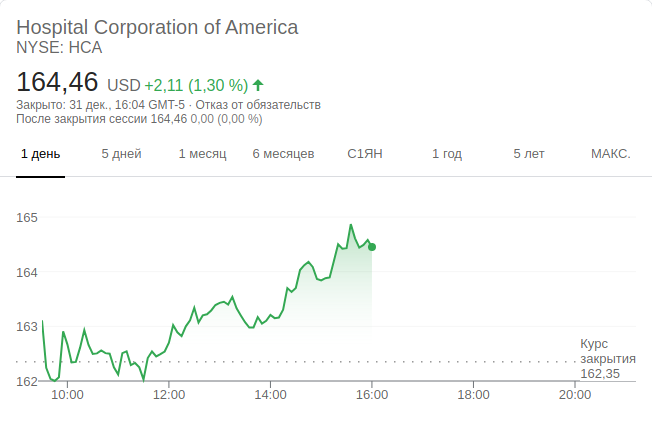 Hospital Corporation of America
NYSE: HCA
164,46 USD +2,11 (1,30 %)
Закрыто: 31 дек., 16:04 GMT-5 · Отказ от обязательств
После закрытия сессии 164,46 0,00 (0,00 %)
1 день 5 дней 1 месяц 6 месяцев С1ЯН 1 год 5 лет МАКС.
165
164
163
Курс
закрытия
162,35
162
10:00 12:00 14:00 16:00 18:00 20:00